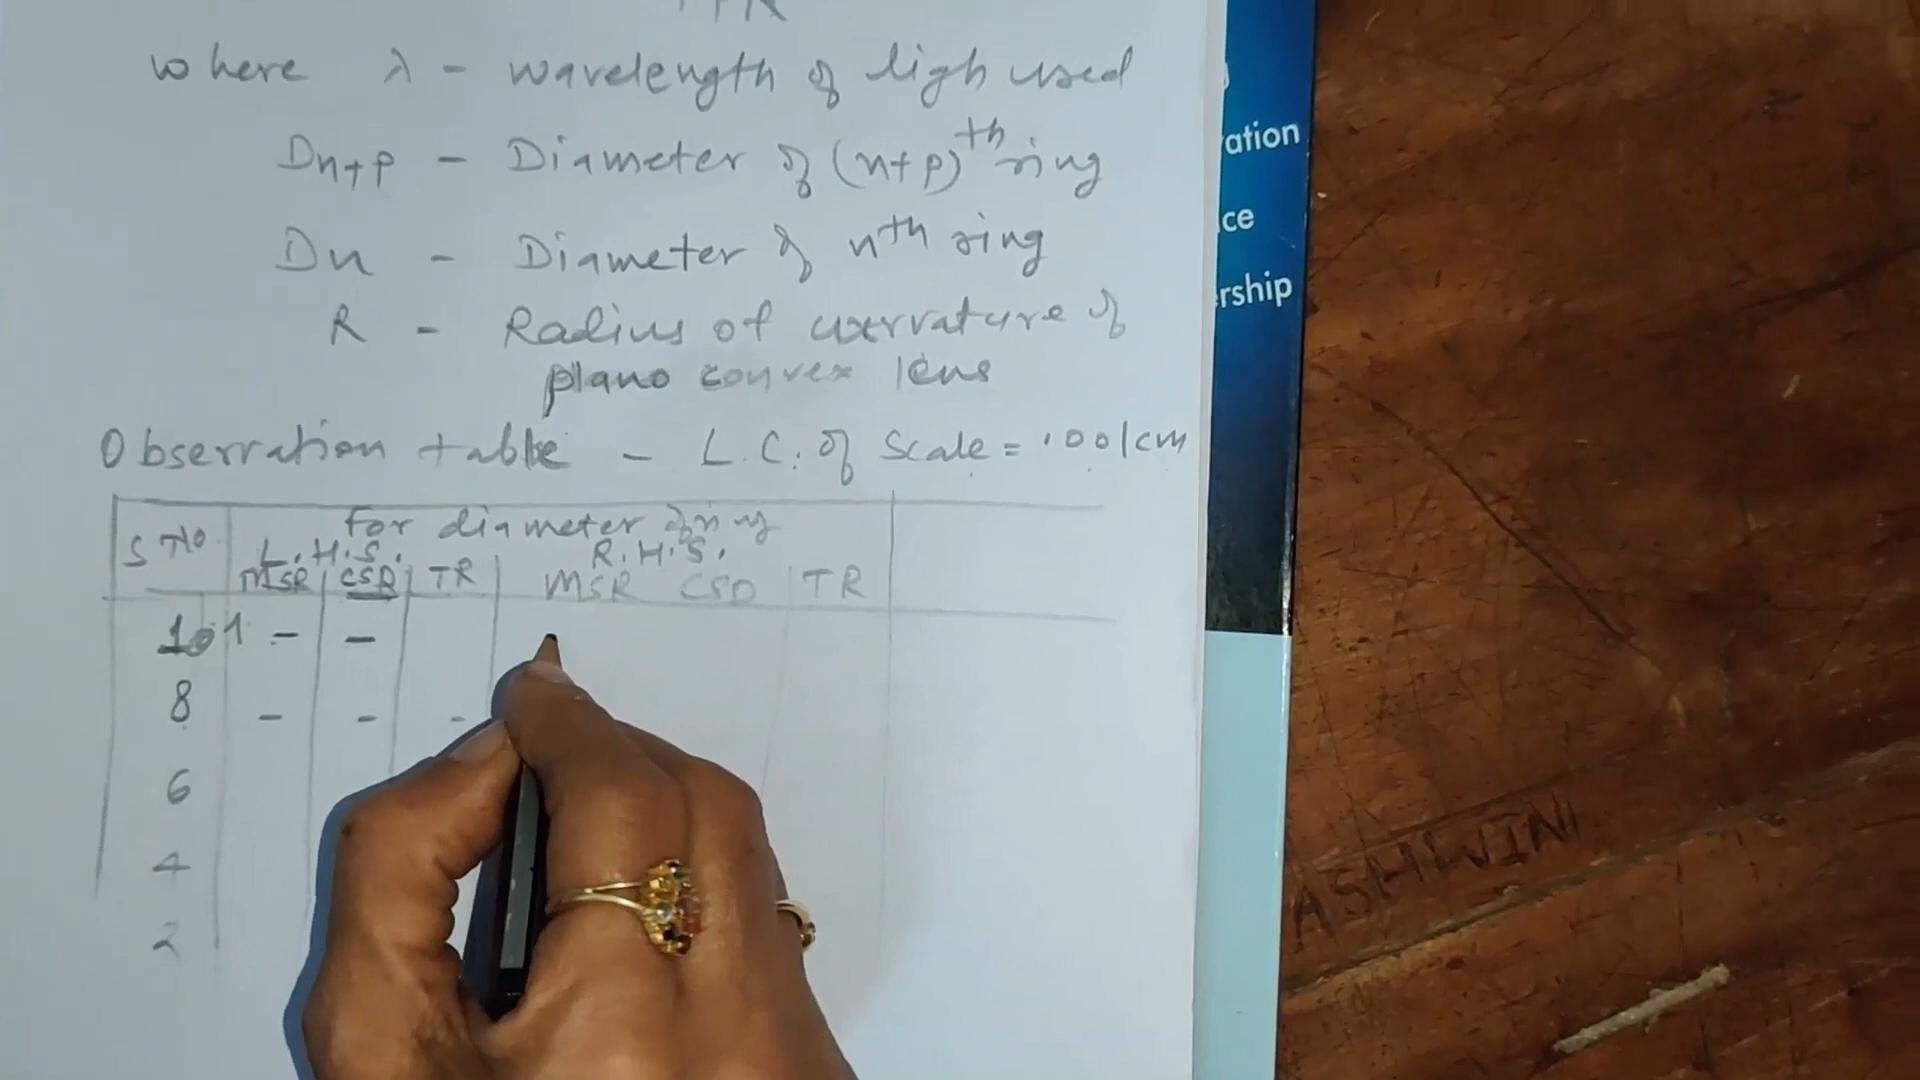 where λ - wavelength of ligh used
Dn+p - Diameter of (n+p)th ring
Dn - Diameter of nth ring
R - Radius of curvature of
plano convex lens
Observation table - L.C. of Scale = .001cm
S No For diameter of ring
L.H.S. R.H.S.
MSR CSD TR MSR CSD TR
10 - -
8 - - -
6
4
2
ation
ce
rship
ASHWINI